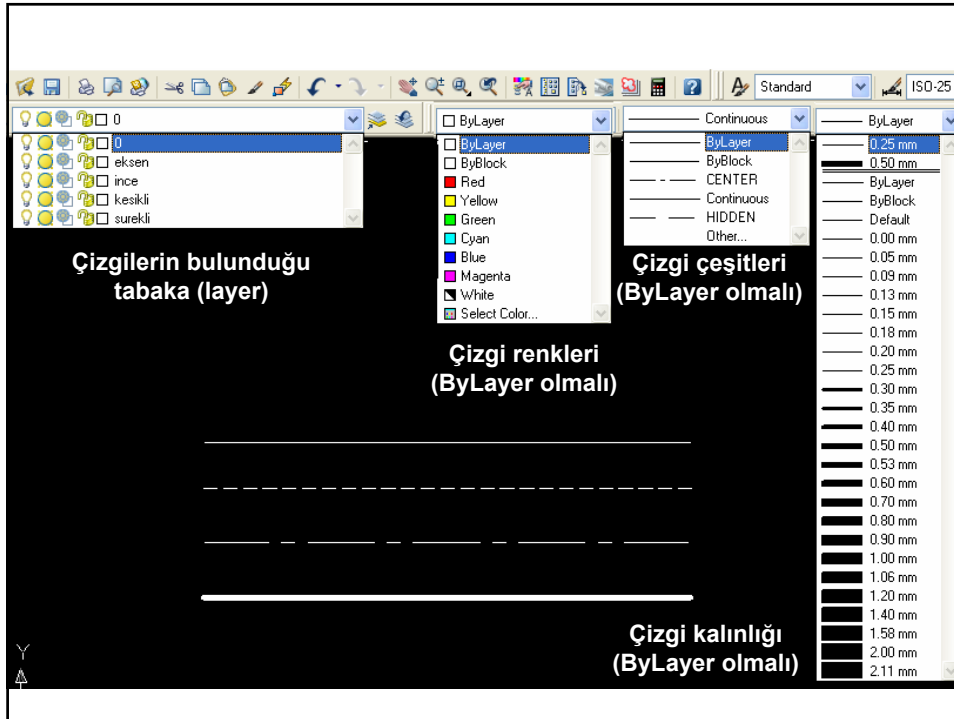 Standard
ISO-25
0
ByLayer
Continuous
ByLayer
0
eksen
ince
kesikli
surekli
Çizgilerin bulunduğu
tabaka (layer)
ByLayer
ByBlock
Red
Yellow
Green
Cyan
Blue
Magenta
White
Select Color...
Çizgi renkleri
(ByLayer olmalı)
ByLayer
ByBlock
CENTER
Continuous
HIDDEN
Other...
Çizgi çeşitleri
(ByLayer olmalı)
0.25 mm
0.50 mm
ByLayer
ByBlock
Default
0.00 mm
0.05 mm
0.09 mm
0.13 mm
0.15 mm
0.18 mm
0.20 mm
0.25 mm
0.30 mm
0.35 mm
0.40 mm
0.50 mm
0.53 mm
0.60 mm
0.70 mm
0.80 mm
0.90 mm
1.00 mm
1.06 mm
1.20 mm
1.40 mm
1.58 mm
2.00 mm
2.11 mm
Çizgi kalınlığı
(ByLayer olmalı)
Y